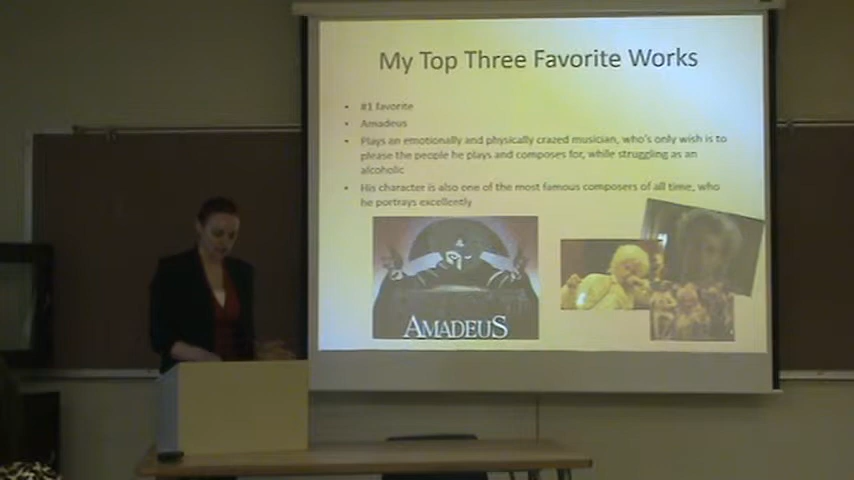 My Top Three Favorite Works
• #1 favorite
• Amadeus
• Plays an emotionally and physically crazed musician, who's only wish is to
please the people he plays and composes for, while struggling as an
alcoholic
• His character is also one of the most famous composers of all time, who
he portrays excellently
AMADEUS